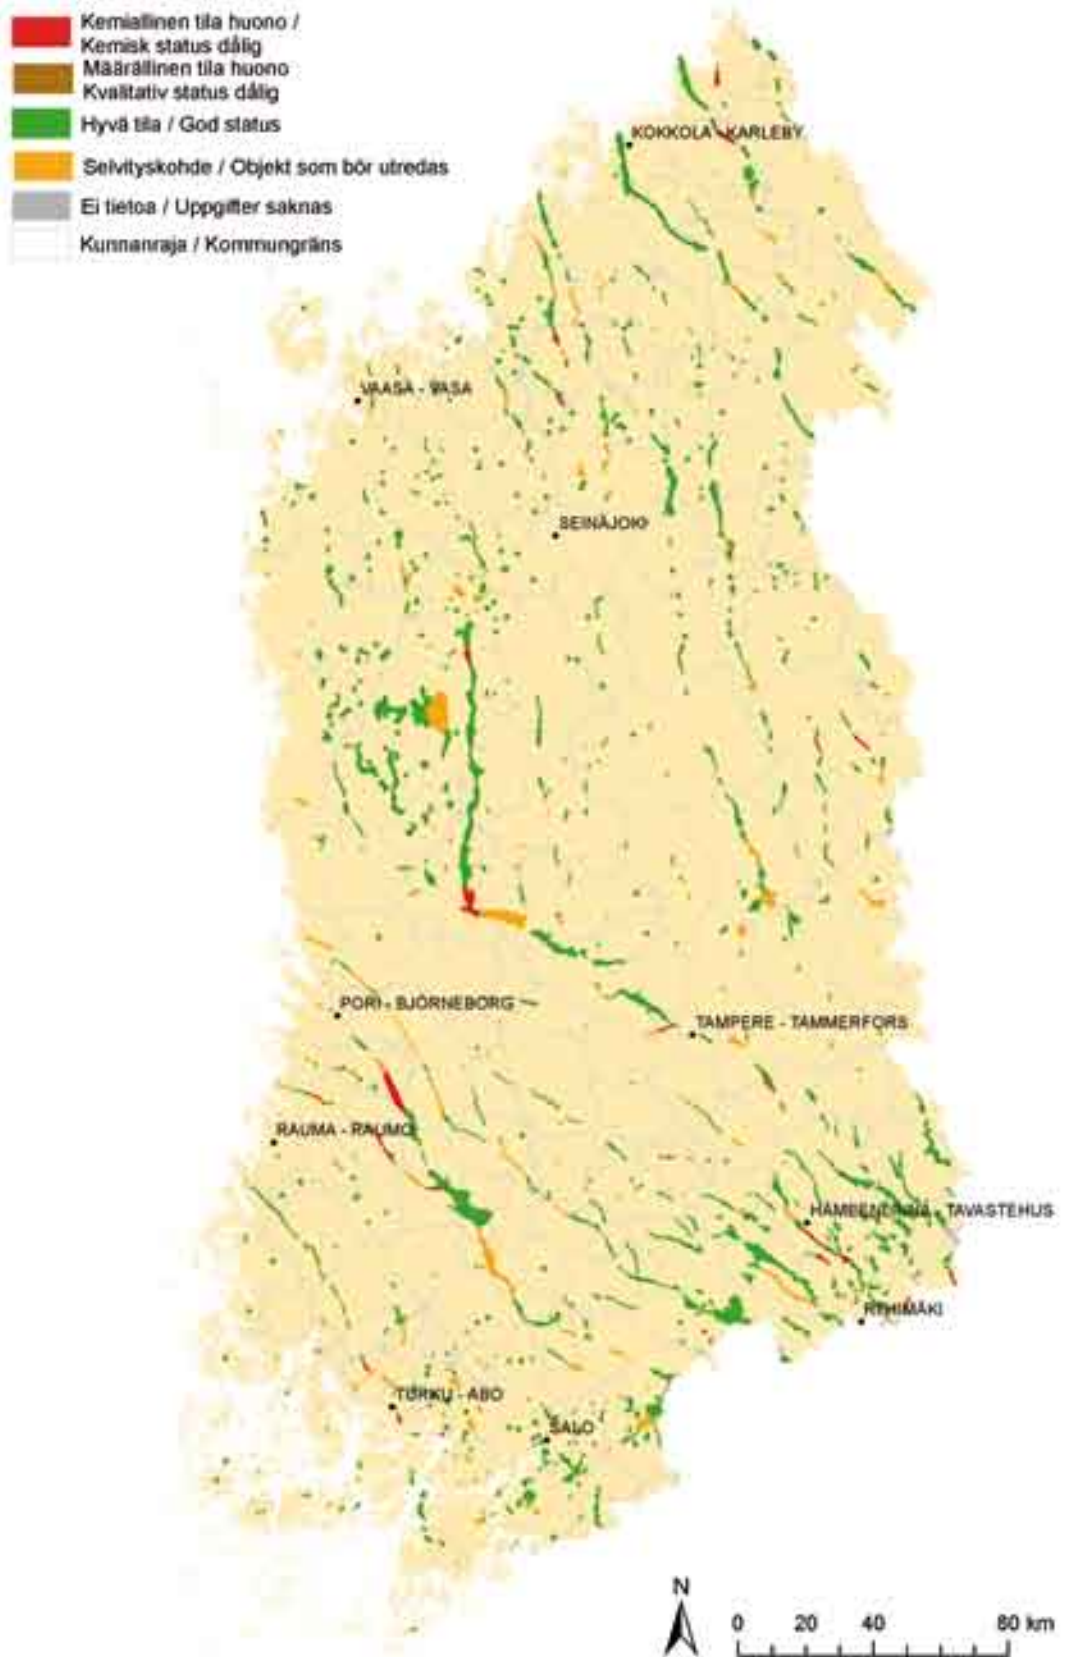 Kemiallinen tila huono /
Kemisk status dålig
Määrällinen tila huono
Kvalitativ status dålig
Hyvä tila / God status
Selvityskohde / Objekt som bör utredas
Ei tietoa / Uppgifter saknas
Kunnanraja / Kommungräns
KOKKOLA - KARLEBY
VAASA - VASA
SEINÄJOKI
PORI - BJÖRNEBORG
TAMPERE - TAMMERFORS
RAUMA - RAUMO
HÄMEENLINNA - TAVASTEHUS
RIIHIMÄKI
TURKU - ÅBO
SALO
N
0 20 40 80 km